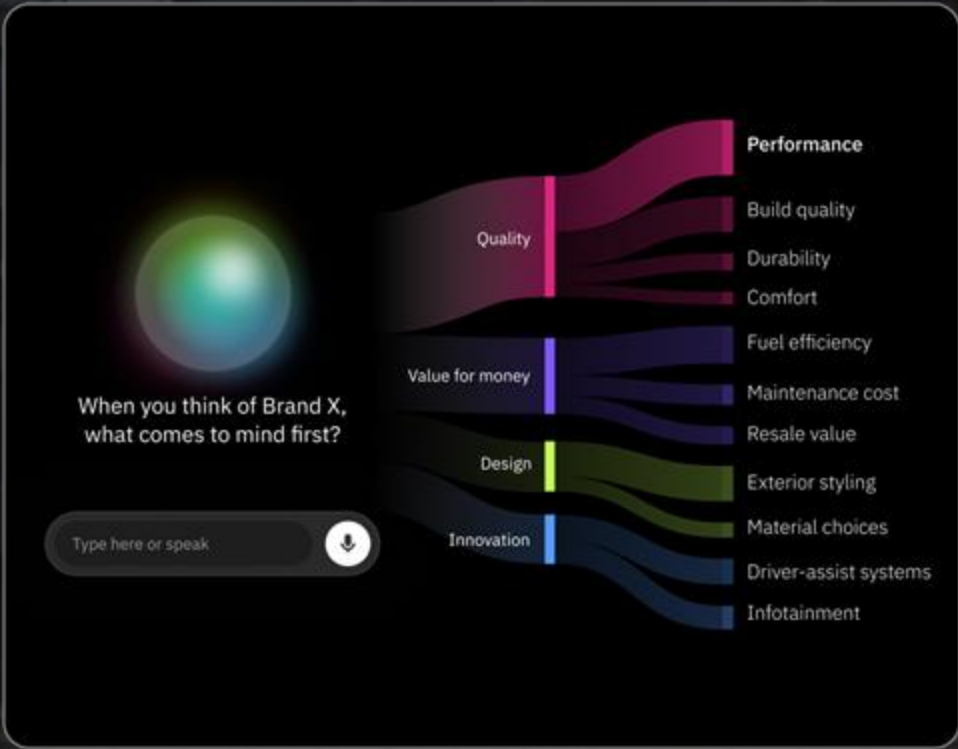 When you think of Brand X,
what comes to mind first?
Type here or speak
Quality
Value for money
Design
Innovation
Performance
Build quality
Durability
Comfort
Fuel efficiency
Maintenance cost
Resale value
Exterior styling
Material choices
Driver-assist systems
Infotainment